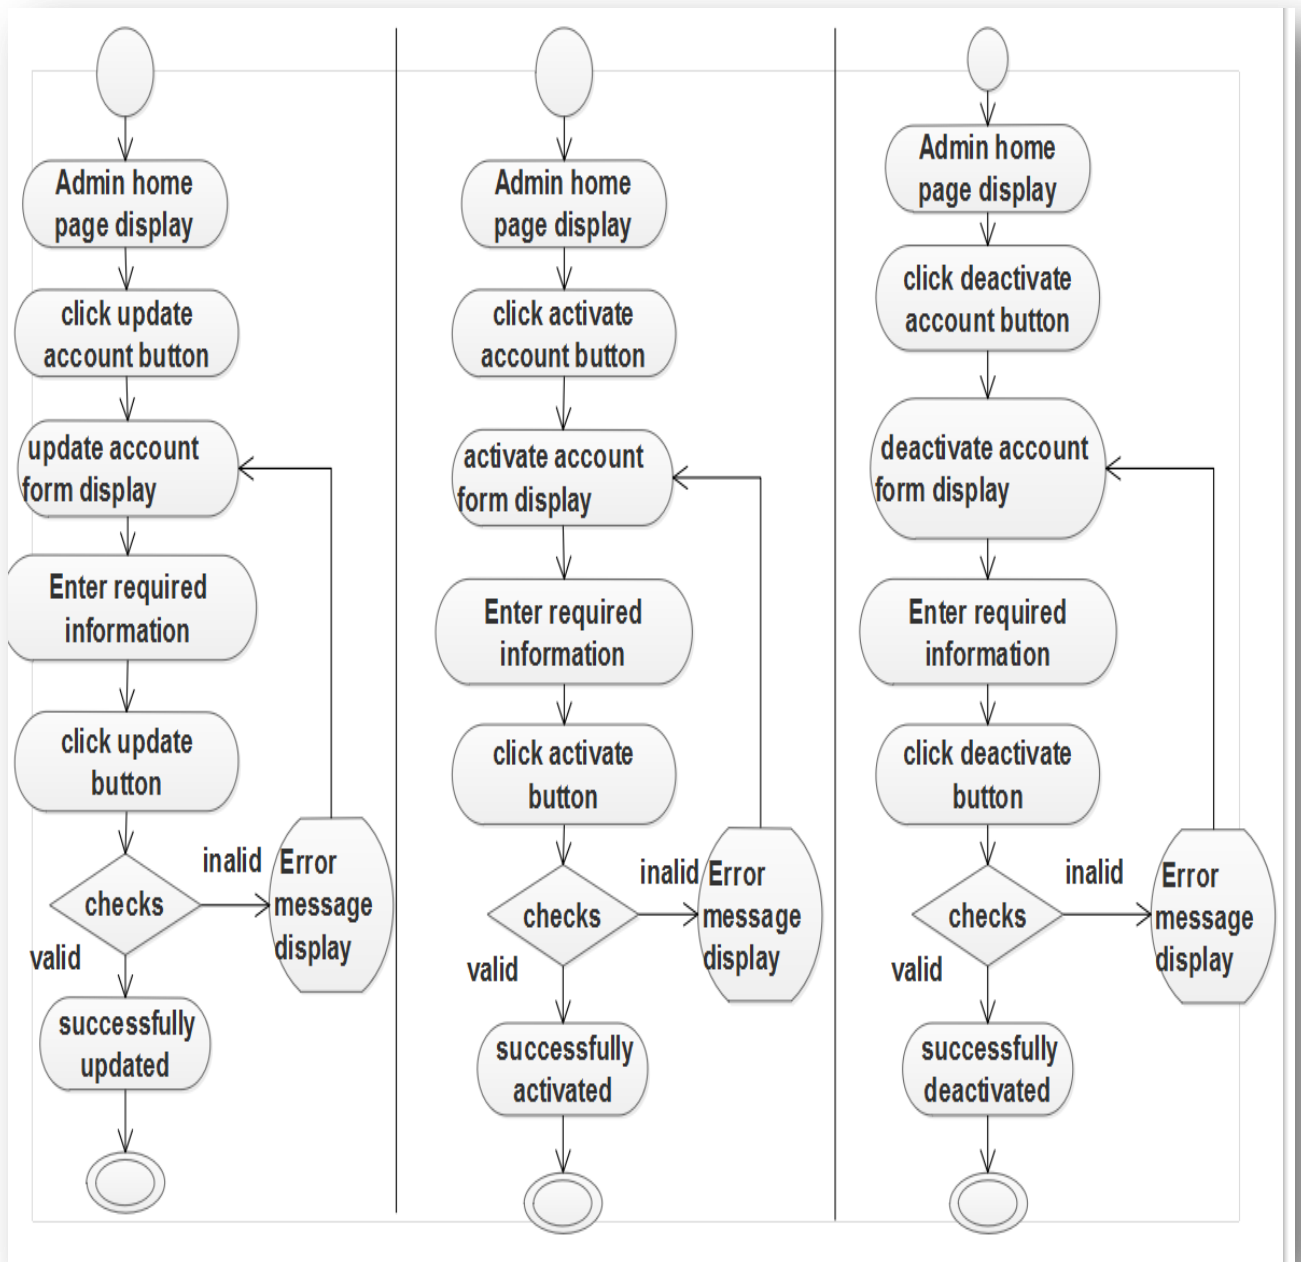 Admin home
page display
click update
account button
update account
form display
Enter required
information
click update
button
checks
inalid
Error
message
display
valid
successfully
updated
Admin home
page display
click activate
account button
activate account
form display
Enter required
information
click activate
button
checks
inalid
Error
message
display
valid
successfully
activated
Admin home
page display
click deactivate
account button
deactivate account
form display
Enter required
information
click deactivate
button
checks
inalid
Error
message
display
valid
successfully
deactivated